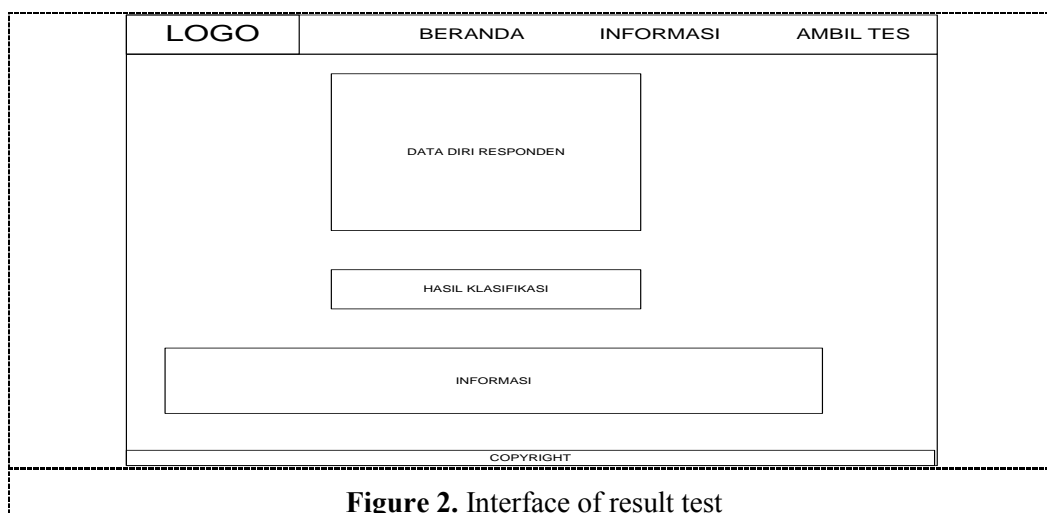 LOGO BERANDA INFORMASI AMBIL TES
DATA DIRI RESPONDEN
HASIL KLASIFIKASI
INFORMASI
COPYRIGHT
Figure 2. Interface of result test